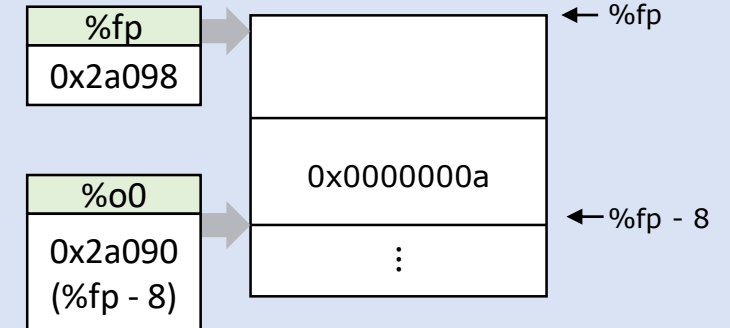 %fp
0x2a098
← %fp
0x0000000a
%o0
0x2a090
(%fp - 8)
← %fp - 8
⋮